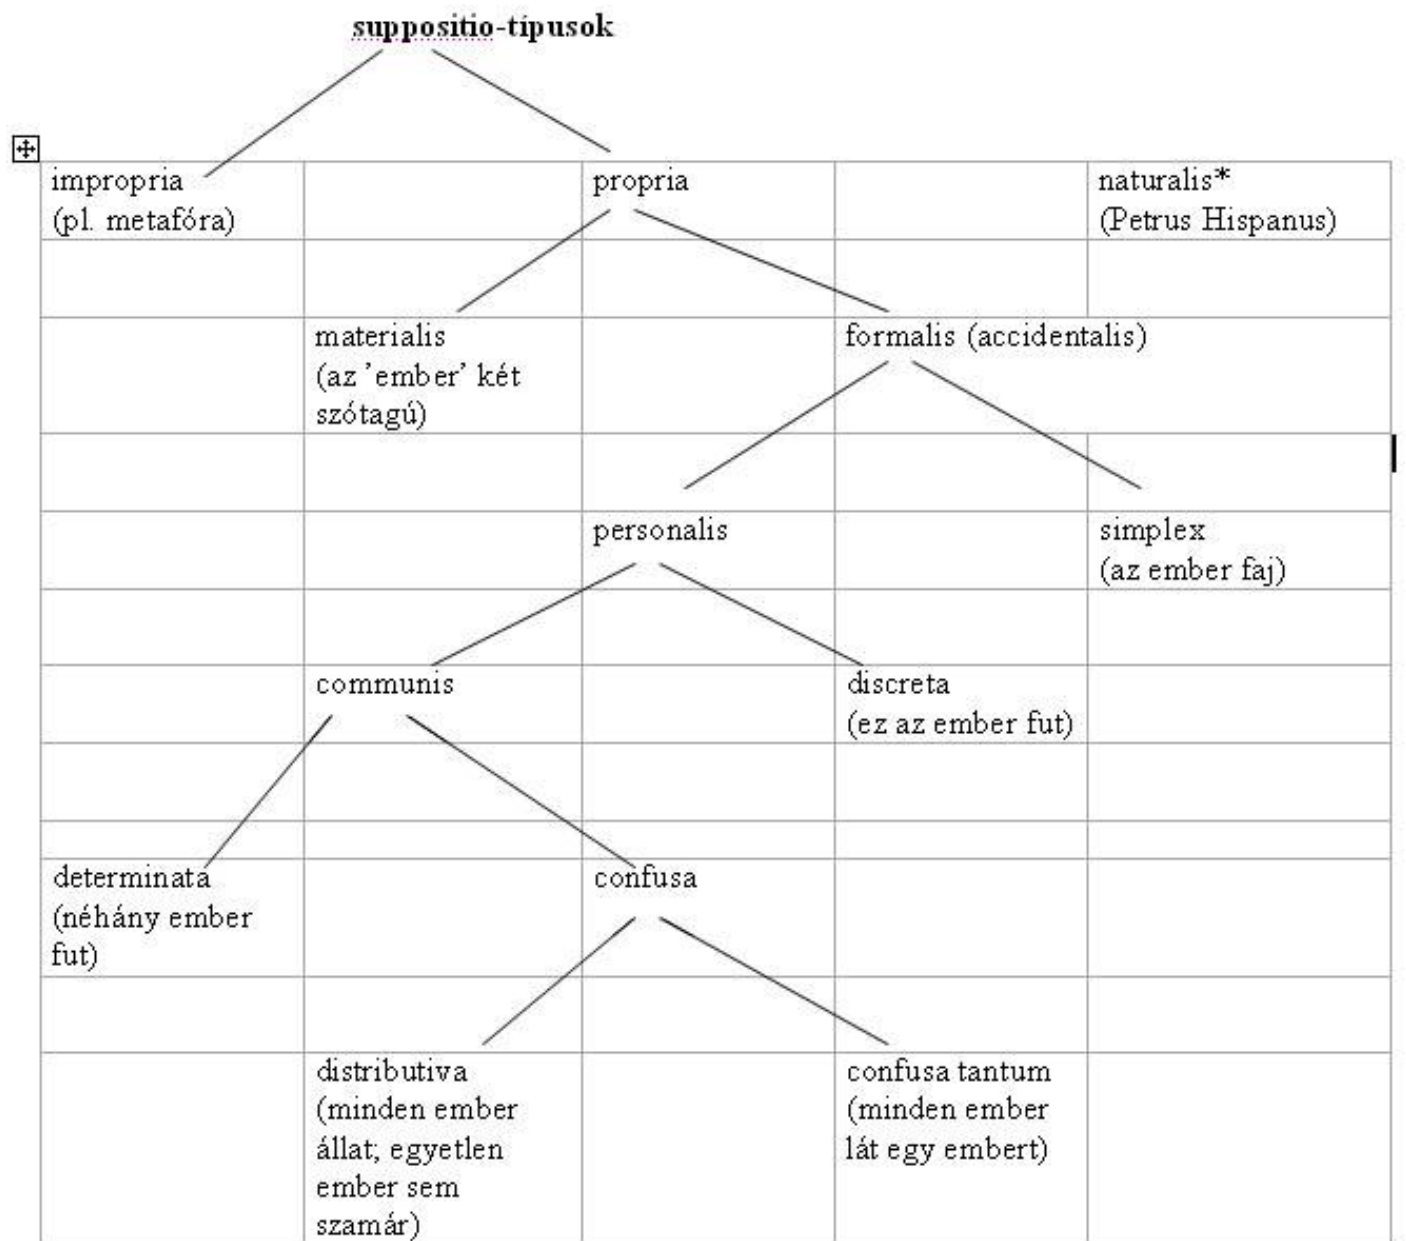 suppositio-típusok
impropria
(pl. metafóra)
propria
naturalis*
(Petrus Hispanus)
materialis
(az ’ember’ két
szótagú)
formalis (accidentalis)
personalis
simplex
(az ember faj)
communis
discreta
(ez az ember fut)
determinata
(néhány ember
fut)
confusa
distributiva
(minden ember
állat; egyetlen
ember sem
szamár)
confusa tantum
(minden ember
lát egy embert)